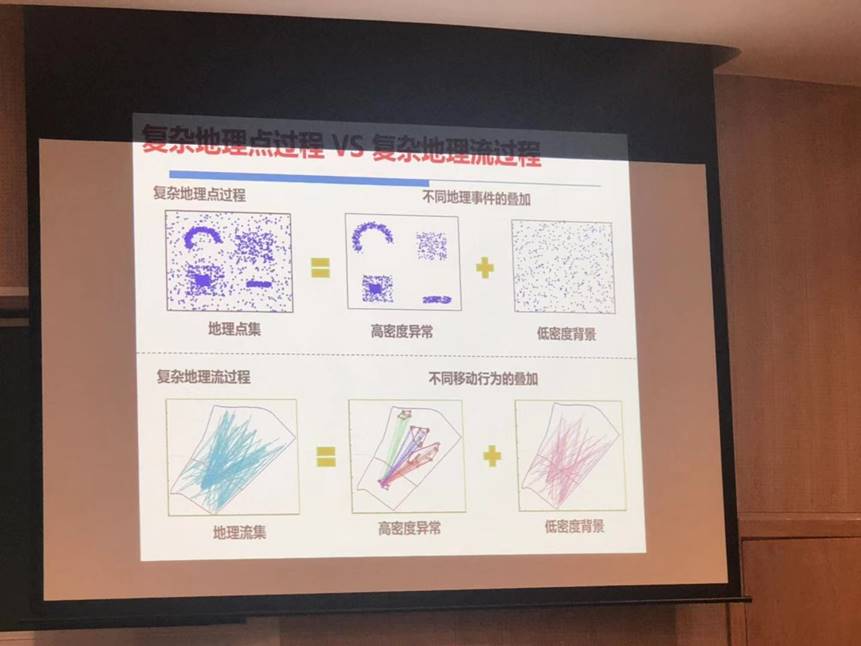 复杂地理点过程 VS 复杂地理流过程
复杂地理点过程
不同地理事件的叠加
地理点集
高密度异常
低密度背景
复杂地理流过程
不同移动行为的叠加
地理流集
高密度异常
低密度背景